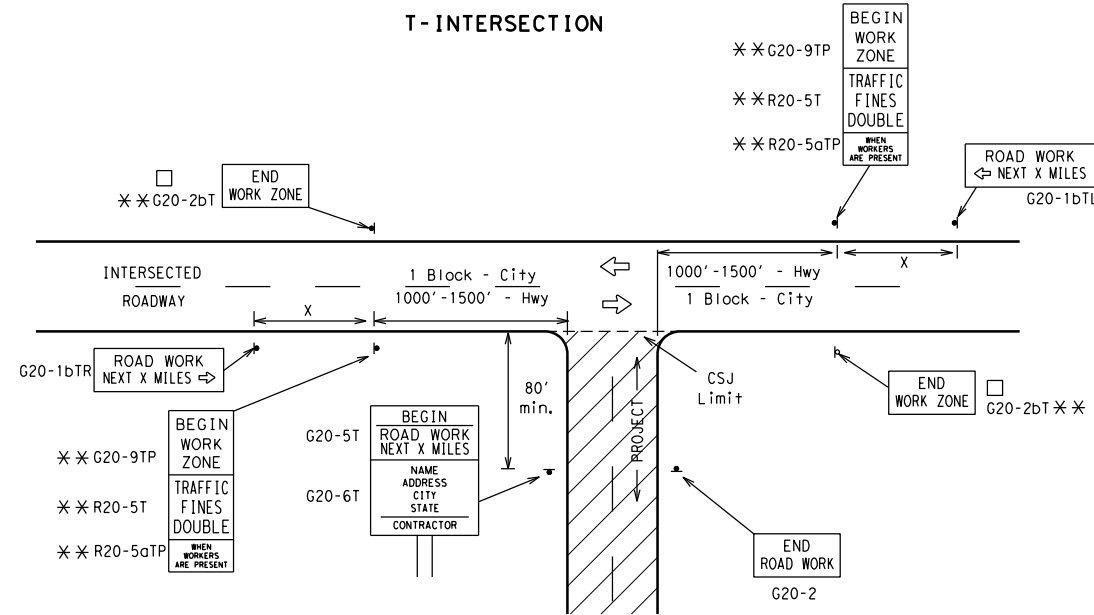 T-INTERSECTION
BEGIN
WORK
ZONE
✳✳G20-9TP
TRAFFIC
FINES
DOUBLE
✳✳R20-5T
WHEN
WORKERS
ARE PRESENT
✳✳R20-5aTP
ROAD WORK
⇦ NEXT X MILES
G20-1bTL
END
WORK ZONE
□
✳✳G20-2bT
INTERSECTED
ROADWAY
1 Block - City
1000'-1500' - Hwy
1000'-1500' - Hwy
1 Block - City
X
X
G20-1bTR
ROAD WORK
NEXT X MILES ⇨
80'
min.
CSJ
Limit
PROJECT
END
WORK ZONE
□
G20-2bT ✳✳
BEGIN
WORK
ZONE
✳✳ G20-9TP
TRAFFIC
FINES
DOUBLE
✳✳ R20-5T
WHEN
WORKERS
ARE PRESENT
✳✳ R20-5aTP
G20-5T
BEGIN
ROAD WORK
NEXT X MILES
G20-6T
NAME
ADDRESS
CITY
STATE
CONTRACTOR
END
ROAD WORK
G20-2